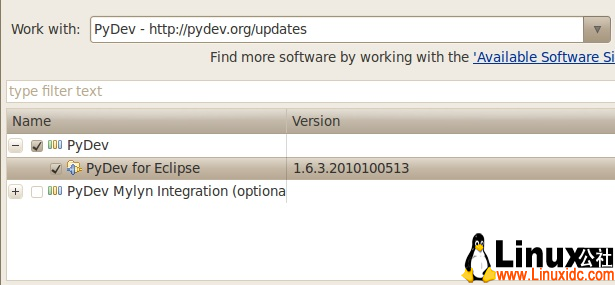 Work with: PyDev - http://pydev.org/updates
Find more software by working with the 'Available Software Si
type filter text
Name Version
PyDev
PyDev for Eclipse 1.6.3.2010100513
PyDev Mylyn Integration (optiona
Linux公社
www.Linuxidc.com